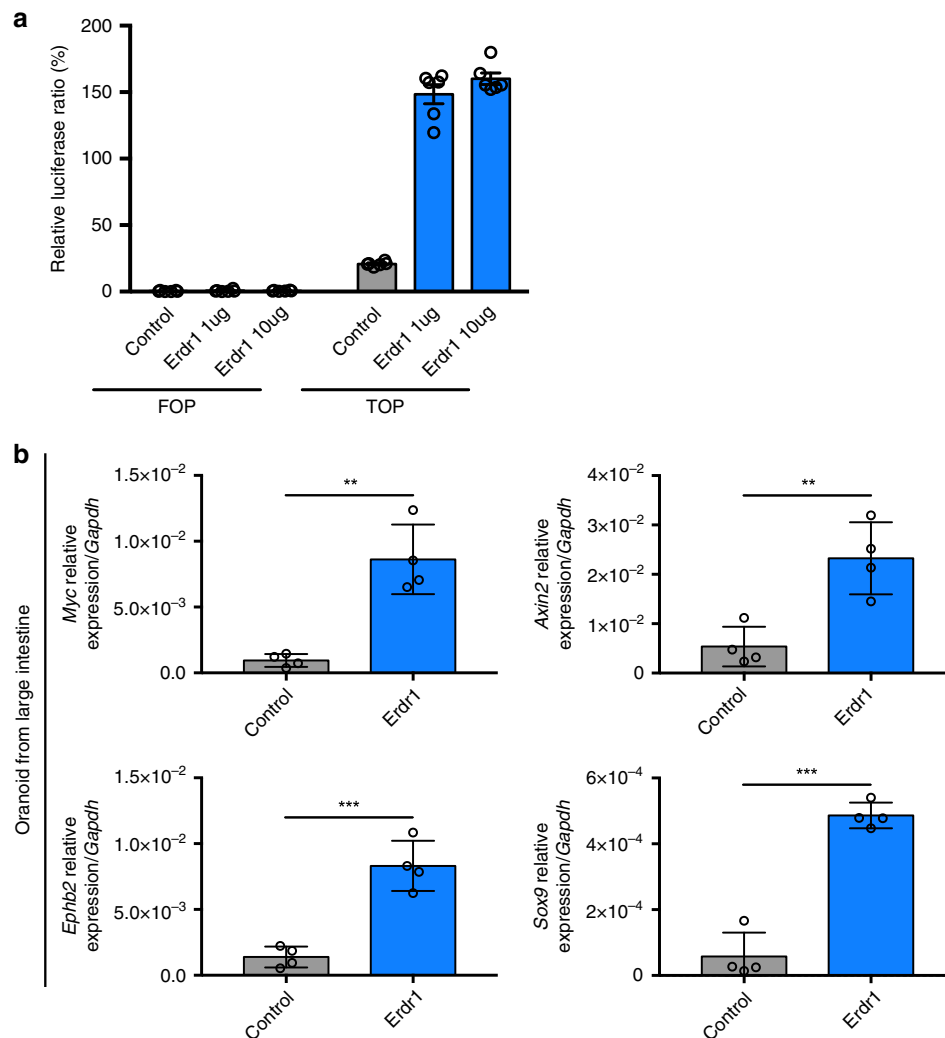 a
Relative luciferase ratio (%)
200
150
100
50
0
Control
Erdr1 1ug
Erdr1 10ug
Control
Erdr1 1ug
Erdr1 10ug
FOP
TOP
b
Oranoid from large intestine
Myc relative
expression/Gapdh
1.5×10⁻²
1.0×10⁻²
5.0×10⁻³
0.0
**
Control
Erdr1
Axin2 relative
expression/Gapdh
4×10⁻²
3×10⁻²
2×10⁻²
1×10⁻²
0
**
Control
Erdr1
Ephb2 relative
expression/Gapdh
1.5×10⁻²
1.0×10⁻²
5.0×10⁻³
0.0
***
Control
Erdr1
Sox9 relative
expression/Gapdh
6×10⁻⁴
4×10⁻⁴
2×10⁻⁴
0
***
Control
Erdr1